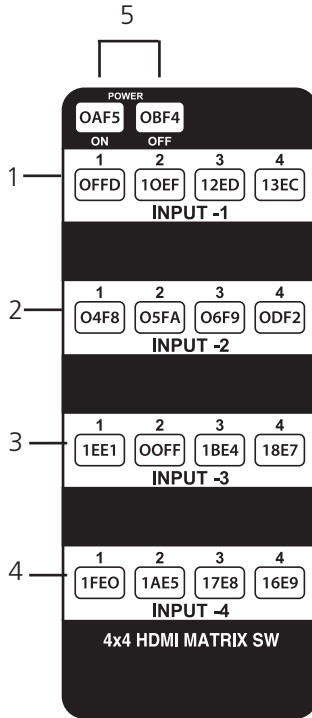 5
POWER
OAF5 OBF4
ON OFF
1
1 2 3 4
OFFD 1OEF 12ED 13EC
INPUT -1
2
1 2 3 4
O4F8 O5FA O6F9 ODF2
INPUT -2
3
1 2 3 4
1EE1 OOFF 1BE4 18E7
INPUT -3
4
1 2 3 4
1FEO 1AE5 17E8 16E9
INPUT -4
4x4 HDMI MATRIX SW